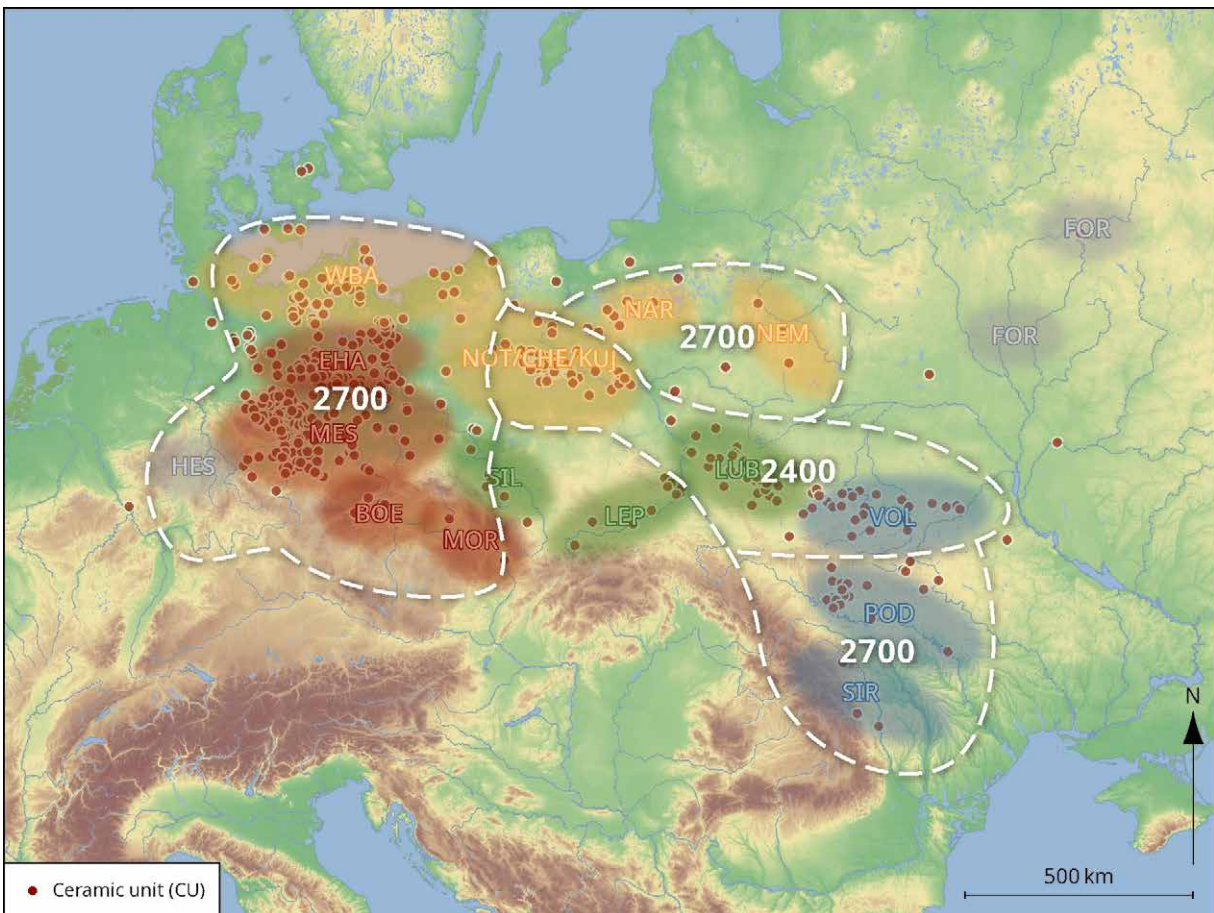 FOR
WBA
NAR
FOR
2700
NEM
EHA
NOT/CHE/KUJ
2700
MES
HES
SIL
LUB
2400
BOE
LEP
VOL
MOR
POD
2700
SIR
N
Ceramic unit (CU)
500 km